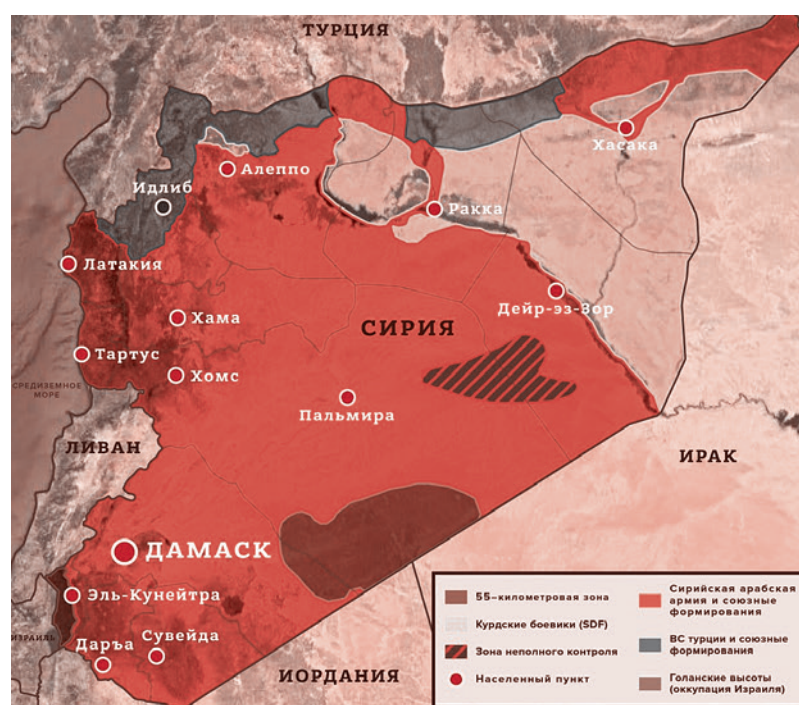 ТУРЦИЯ
Хасака
Алеппо
Идлиб
Ракка
Латакия
Дейр-эз-Зор
Хама
СИРИЯ
Тартус
Хомс
СРЕДИЗЕМНОЕ
МОРЕ
Пальмира
ЛИВАН
ИРАК
ДАМАСК
Эль-Кунейтра
ИЗРАИЛЬ
Сувейда
Даръа
ИОРДАНИЯ
55-километровая зона
Курдские боевики (SDF)
Зона неполного контроля
Населенный пункт
Сирийская арабская
армия и союзные
формирования
ВС турции и союзные
формирования
Голанские высоты
(оккупация Израиля)